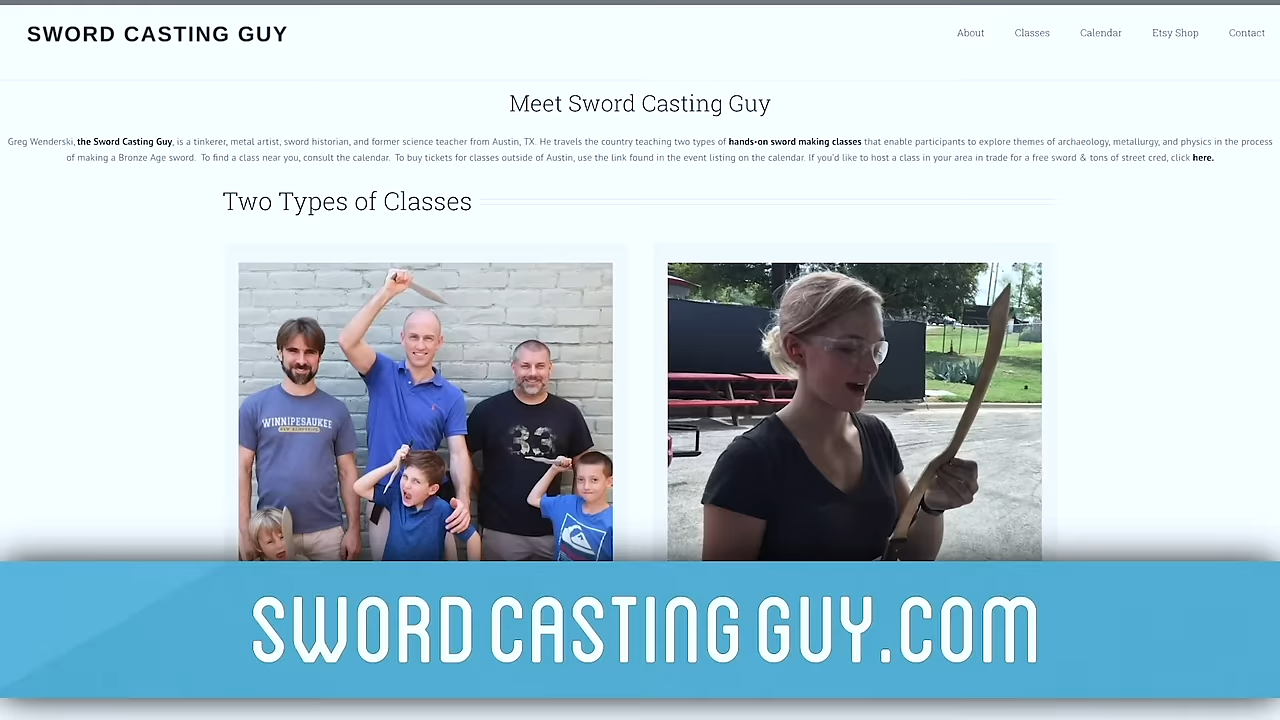 SWORD CASTING GUY
About Classes Calendar Etsy Shop Contact
Meet Sword Casting Guy
Greg Wenderski, the Sword Casting Guy, is a tinkerer, metal artist, sword historian, and former science teacher from Austin, TX. He travels the country teaching two types of hands-on sword making classes that enable participants to explore themes of archaeology, metallurgy, and physics in the process
of making a Bronze Age sword. To find a class near you, consult the calendar. To buy tickets for classes outside of Austin, use the link found in the event listing on the calendar. If you'd like to host a class in your area in trade for a free sword & tons of street cred, click here.
Two Types of Classes
WINNIPESAUKEE
33
SWORD CASTING GUY.COM